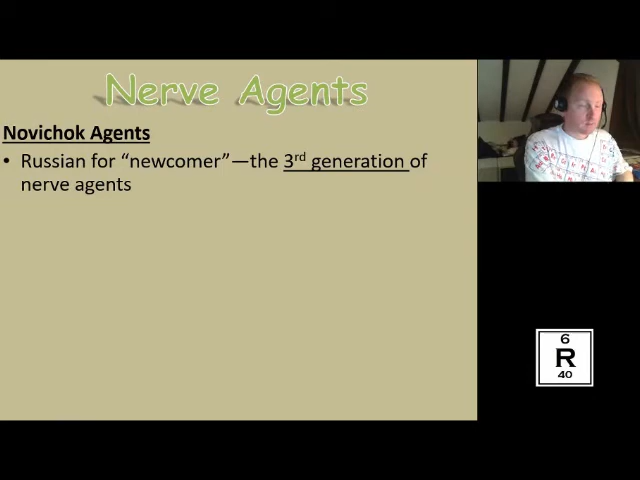 Nerve Agents
Novichok Agents
• Russian for “newcomer”—the 3rd generation of
nerve agents
6
R
40